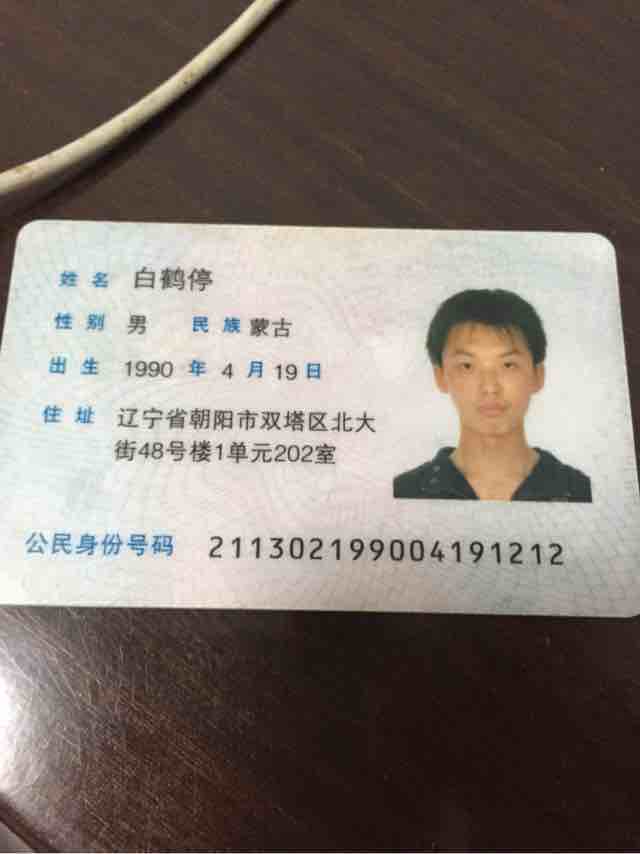 姓名 白鹤停
性别 男 民族 蒙古
出生 1990 年 4 月 19 日
住址 辽宁省朝阳市双塔区北大
街48号楼1单元202室
公民身份号码 211302199004191212